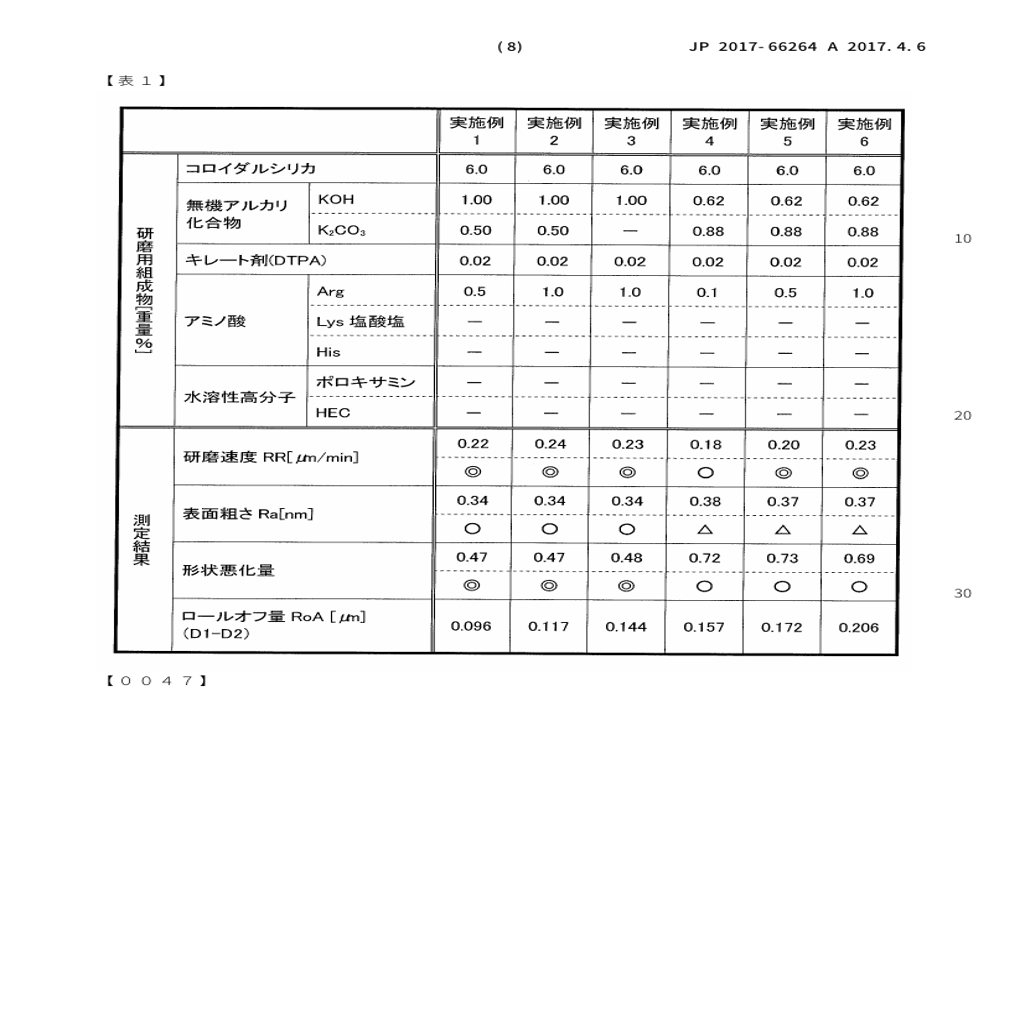 (8) JP 2017-66264 A 2017.4.6
【表1】
実施例 1 実施例 2 実施例 3 実施例 4 実施例 5 実施例 6
研磨用組成物[重量%]
コロイダルシリカ 6.0 6.0 6.0 6.0 6.0 6.0
無機アルカリ化合物
KOH 1.00 1.00 1.00 0.62 0.62 0.62
K₂CO₃ 0.50 0.50 — 0.88 0.88 0.88
10
キレート剤(DTPA) 0.02 0.02 0.02 0.02 0.02 0.02
アミノ酸
Arg 0.5 1.0 1.0 0.1 0.5 1.0
Lys 塩酸塩 — — — — — —
His — — — — — —
水溶性高分子
ポロキサミン — — — — — —
HEC — — — — — —
20
測定結果
研磨速度 RR[μm/min] 0.22 0.24 0.23 0.18 0.20 0.23
◎ ◎ ◎ ○ ◎ ◎
表面粗さ Ra[nm] 0.34 0.34 0.34 0.38 0.37 0.37
○ ○ ○ △ △ △
形状悪化量 0.47 0.47 0.48 0.72 0.73 0.69
◎ ◎ ◎ ○ ○ ○
30
ロールオフ量 RoA [μm]
(D1-D2) 0.096 0.117 0.144 0.157 0.172 0.206
【0047】